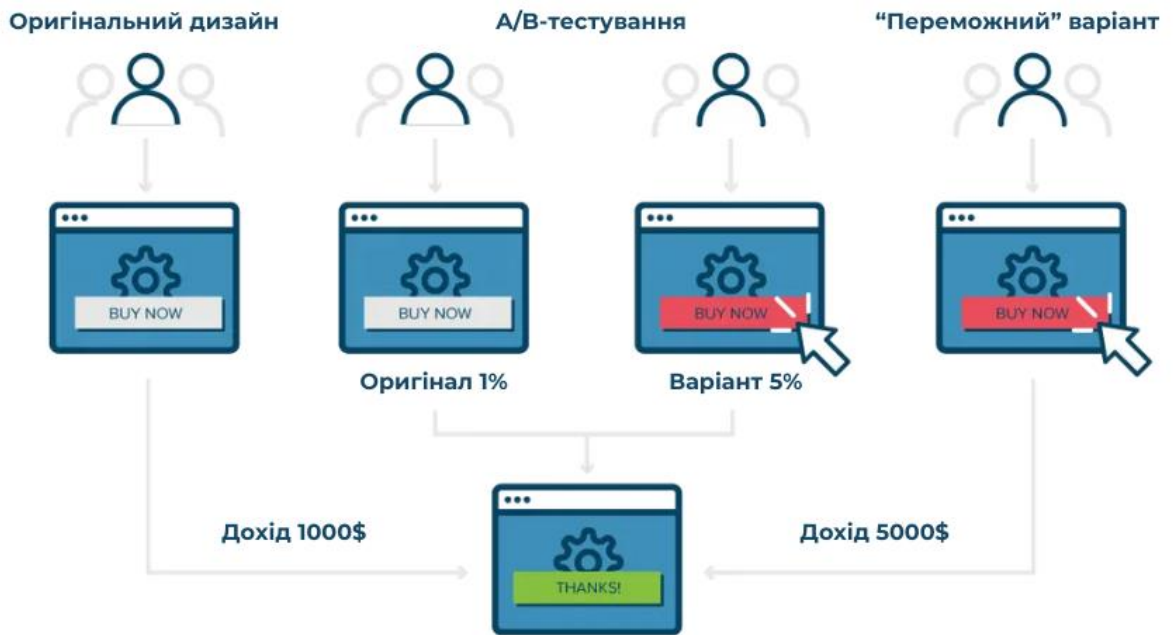 Оригінальний дизайн
А/В-тестування
“Переможний” варіант
BUY NOW
BUY NOW
BUY NOW
BUY NOW
Оригінал 1%
Варіант 5%
Дохід 1000$
Дохід 5000$
THANKS!